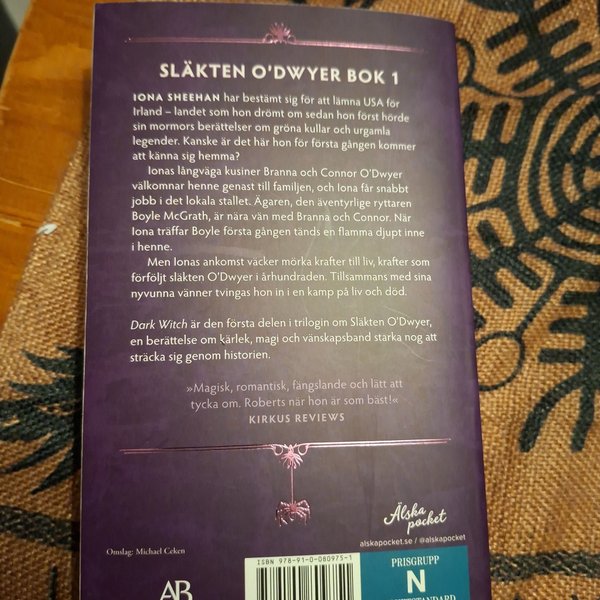 SLÄKTEN O'DWYER BOK 1
IONA SHEEHAN har bestämt sig för att lämna USA för
Irland – landet som hon drömt om sedan hon först hörde
sin mormors berättelser om gröna kullar och urgamla
legender. Kanske är det här hon för första gången kommer
att känna sig hemma?
Ionas långväga kusiner Branna och Connor O'Dwyer
välkomnar henne genast till familjen, och Iona får snabbt
jobb i det lokala stallet. Ägaren, den äventyrlige ryttaren
Boyle McGrath, är nära vän med Branna och Connor. När
Iona träffar Boyle första gången tänds en flamma djupt inne
i henne.
Men Ionas ankomst väcker mörka krafter till liv, krafter som
förföljt släkten O'Dwyer i århundraden. Tillsammans med sina
nyvunna vänner tvingas hon in i en kamp på liv och död.
Dark Witch är den första delen i trilogin om Släkten O'Dwyer,
en berättelse om kärlek, magi och vänskapsband starka nog att
sträcka sig genom historien.
»Magisk, romantisk, fängslande och lätt att
tycka om. Roberts när hon är som bäst!«
KIRKUS REVIEWS
Älska
pocket
alskapocket.se / @alskapocket
Omslag: Michael Ceken
AB
ISBN 978-91-0-080975-1
PRISGRUPP
N